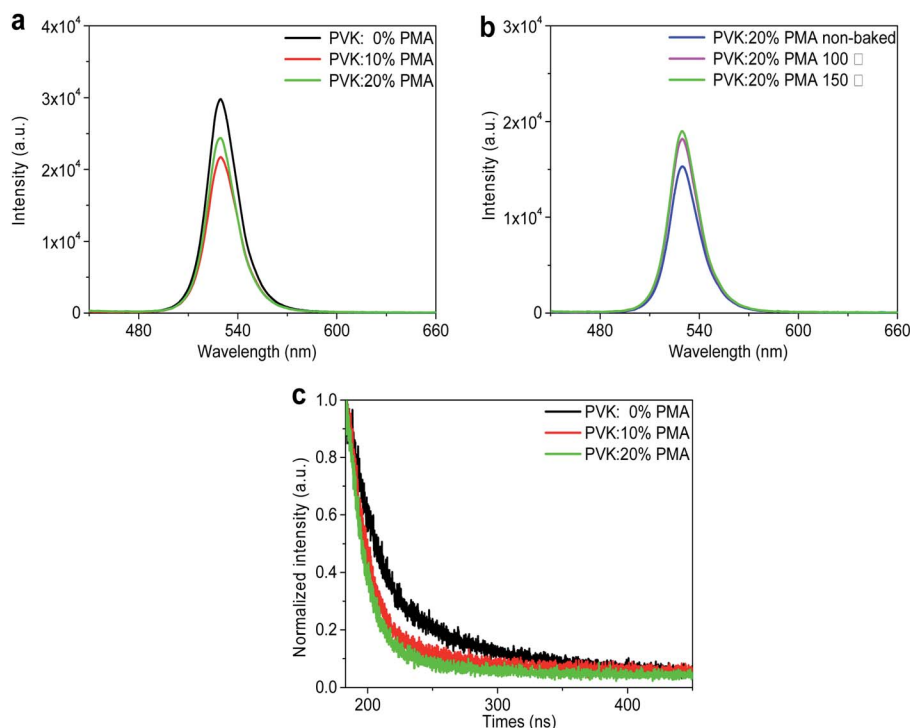 a
4x10⁴
3x10⁴
2x10⁴
1x10⁴
0
480
540
600
660
Intensity (a.u.)
Wavelength (nm)
PVK: 0% PMA
PVK:10% PMA
PVK:20% PMA
b
3x10⁴
2x10⁴
1x10⁴
0
480
540
600
660
Intensity (a.u.)
Wavelength (nm)
PVK:20% PMA non-baked
PVK:20% PMA 100 □
PVK:20% PMA 150 □
c
1.0
0.8
0.6
0.4
0.2
0.0
200
300
400
Normalized intensity (a.u.)
Times (ns)
PVK: 0% PMA
PVK:10% PMA
PVK:20% PMA